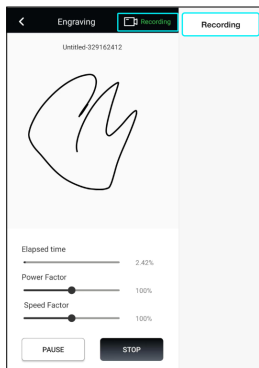 Engraving
Recording
Recording
Untitled-329162412
Elapsed time
2.42%
Power Factor
100%
Speed Factor
100%
PAUSE
STOP